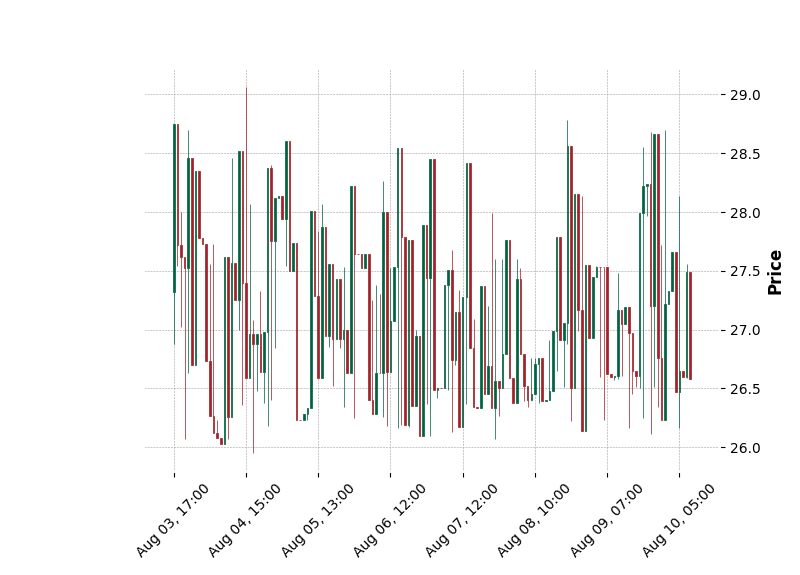 29.0
28.5
28.0
27.5
27.0
26.5
26.0
Price
Aug 03, 17:00
Aug 04, 15:00
Aug 05, 13:00
Aug 06, 12:00
Aug 07, 12:00
Aug 08, 10:00
Aug 09, 07:00
Aug 10, 05:00